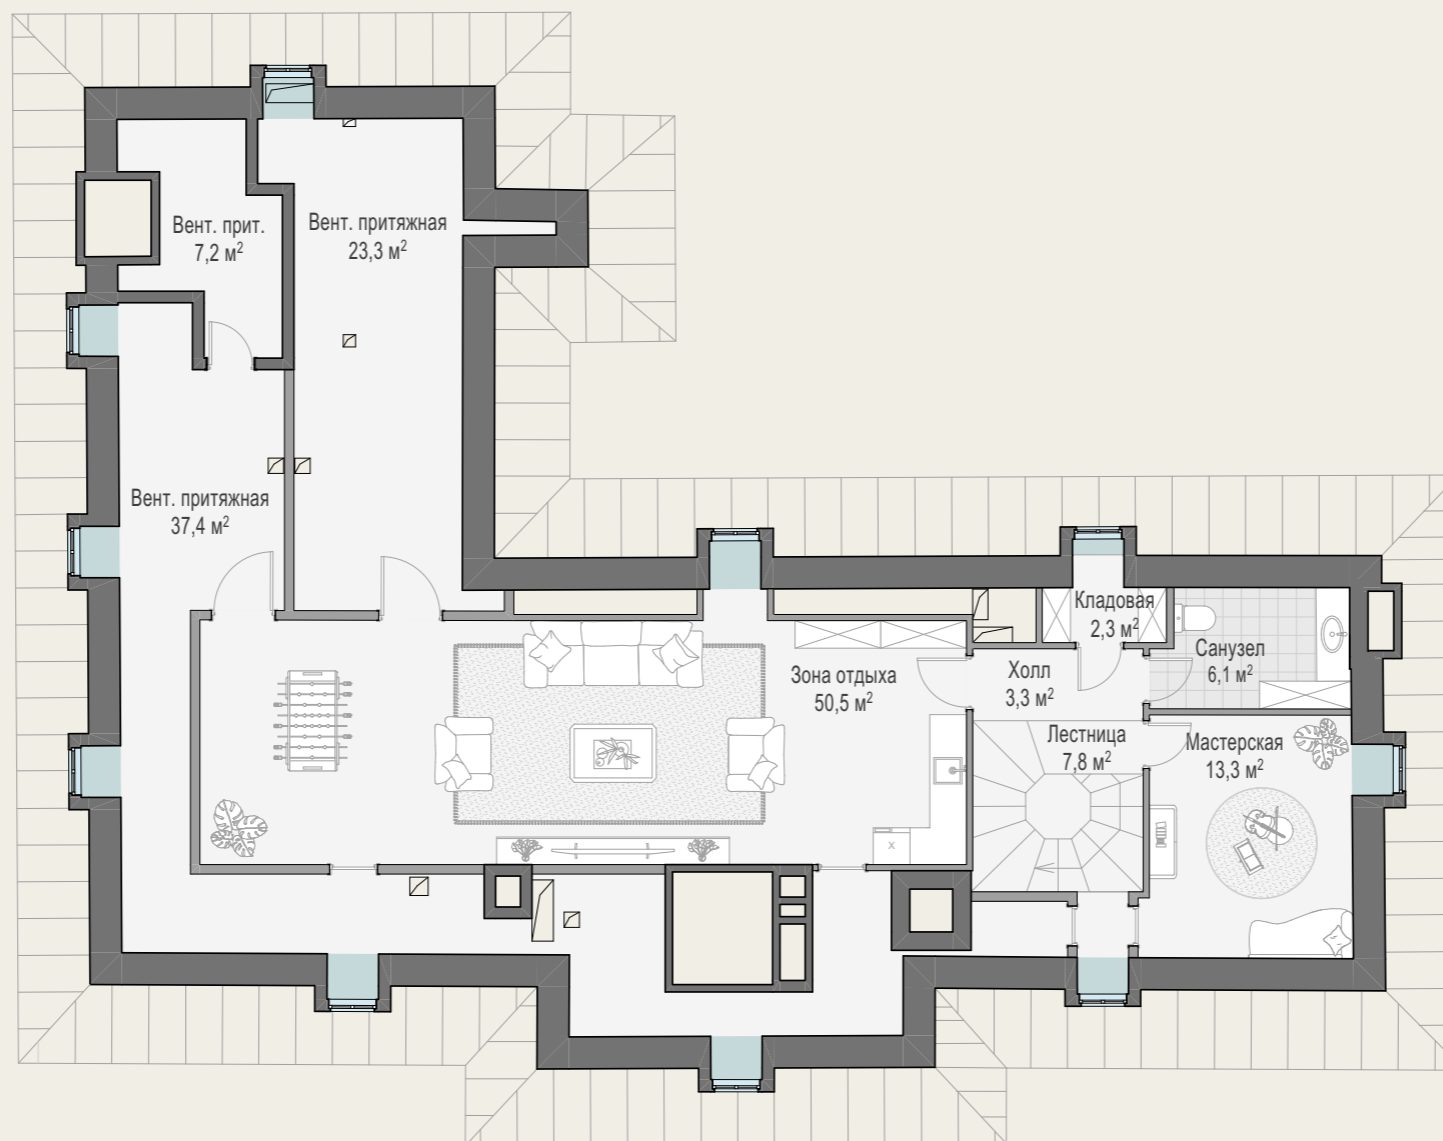 Вент. прит.
7,2 м²
Вент. притяжная
23,3 м²
Вент. притяжная
37,4 м²
Зона отдыха
50,5 м²
Холл
3,3 м²
Кладовая
2,3 м²
Санузел
6,1 м²
Лестница
7,8 м²
Мастерская
13,3 м²
X